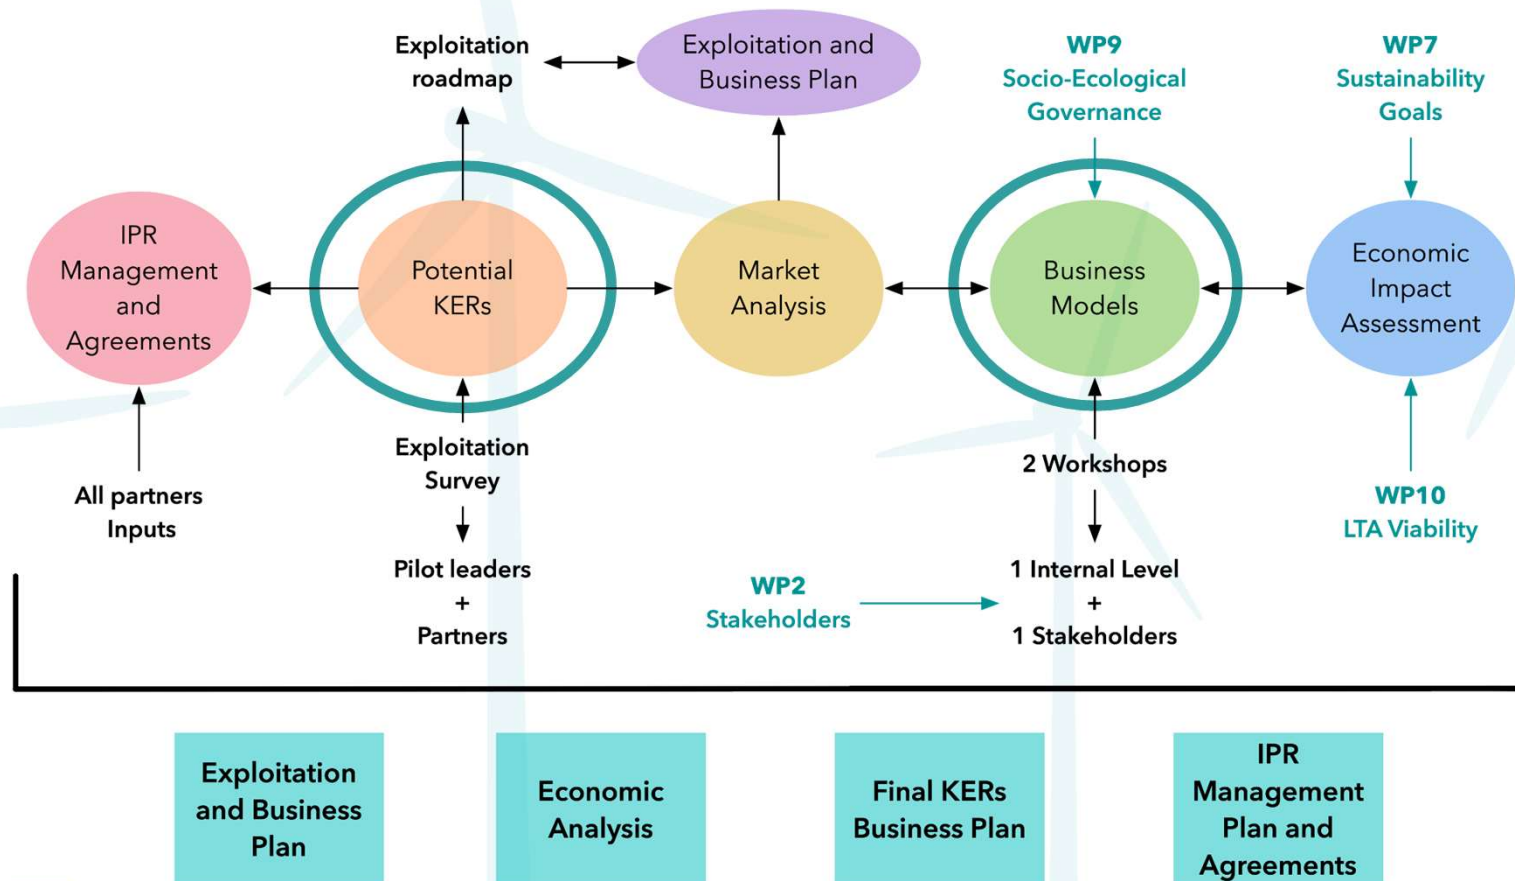 Exploitation
roadmap
Exploitation and
Business Plan
WP9
Socio-Ecological
Governance
WP7
Sustainability
Goals
IPR
Management
and
Agreements
Potential
KERs
Market
Analysis
Business
Models
Economic
Impact
Assessment
All partners
Inputs
Exploitation
Survey
2 Workshops
WP10
LTA Viability
Pilot leaders
+
Partners
WP2
Stakeholders
1 Internal Level
+
1 Stakeholders
Exploitation
and Business
Plan
Economic
Analysis
Final KERs
Business Plan
IPR
Management
Plan and
Agreements